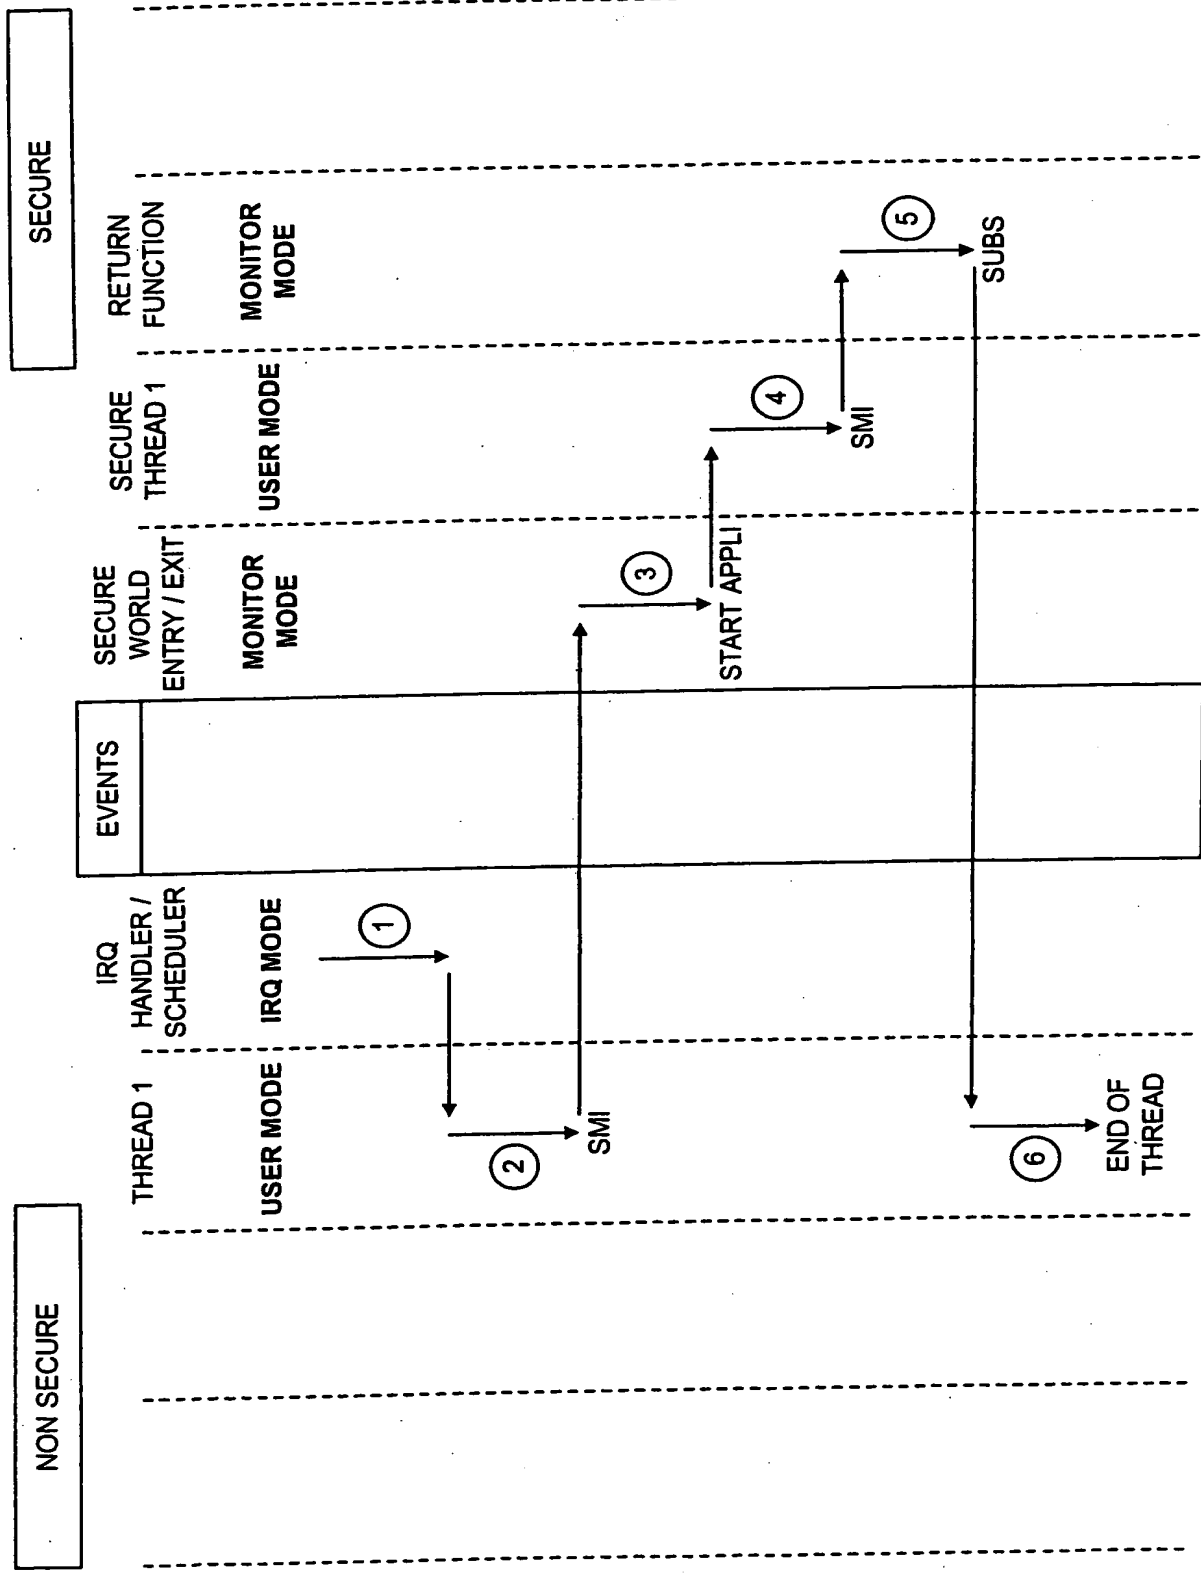 NON SECURE
SECURE
EVENTS
THREAD 1
USER MODE
IRQ
HANDLER /
SCHEDULER
IRQ MODE
SECURE
WORLD
ENTRY / EXIT
MONITOR
MODE
SECURE
THREAD 1
USER MODE
RETURN
FUNCTION
MONITOR
MODE
1
2
SMI
3
START APPLI
4
SMI
5
SUBS
6
END OF
THREAD